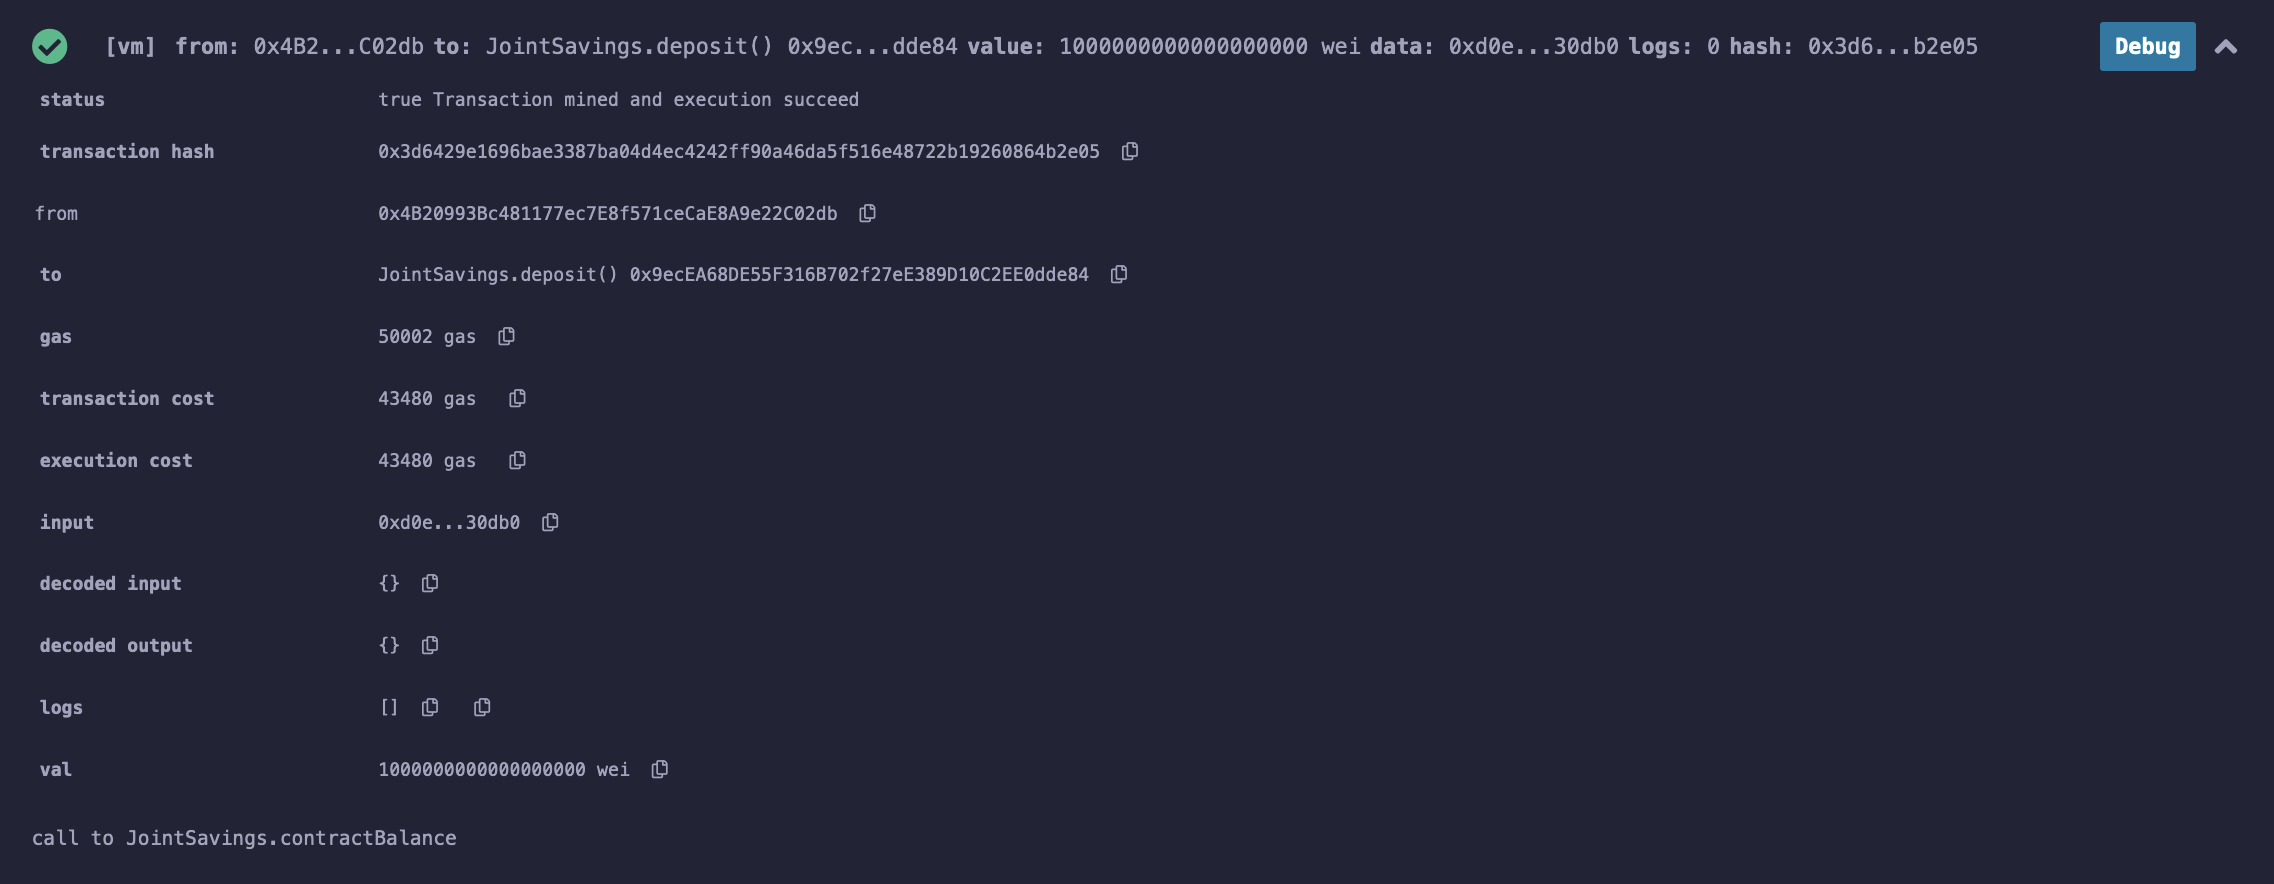 [vm] from: 0x4B2...C02db to: JointSavings.deposit() 0x9ec...dde84 value: 1000000000000000000 wei data: 0xd0e...30db0 logs: 0 hash: 0x3d6...b2e05 Debug
status true Transaction mined and execution succeed
transaction hash 0x3d6429e1696bae3387ba04d4ec4242ff90a46da5f516e48722b19260864b2e05
from 0x4B20993Bc481177ec7E8f571ceCaE8A9e22C02db
to JointSavings.deposit() 0x9ecEA68DE55F316B702f27eE389D10C2EE0dde84
gas 50002 gas
transaction cost 43480 gas
execution cost 43480 gas
input 0xd0e...30db0
decoded input {}
decoded output {}
logs []
val 1000000000000000000 wei
call to JointSavings.contractBalance